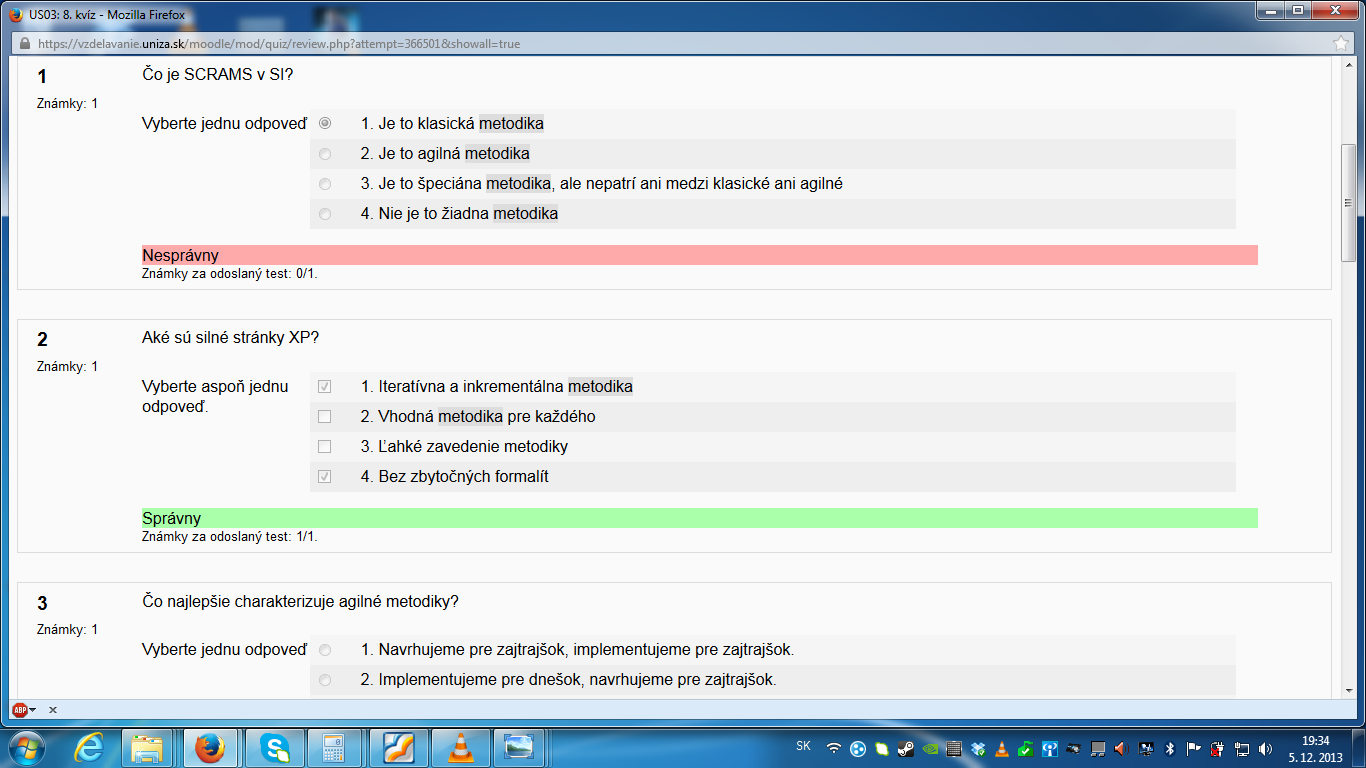 US03: 8. kvíz - Mozilla Firefox
https://vzdelavanie.uniza.sk/moodle/mod/quiz/review.php?attempt=366501&showall=true
1
Čo je SCRAMS v SI?
Známky: 1
Vyberte jednu odpoveď
1. Je to klasická metodika
2. Je to agilná metodika
3. Je to špeciána metodika, ale nepatrí ani medzi klasické ani agilné
4. Nie je to žiadna metodika
Nesprávny
Známky za odoslaný test: 0/1.
2
Aké sú silné stránky XP?
Známky: 1
Vyberte aspoň jednu odpoveď.
1. Iteratívna a inkrementálna metodika
2. Vhodná metodika pre každého
3. Ľahké zavedenie metodiky
4. Bez zbytočných formalít
Správny
Známky za odoslaný test: 1/1.
3
Čo najlepšie charakterizuje agilné metodiky?
Známky: 1
Vyberte jednu odpoveď
1. Navrhujeme pre zajtrajšok, implementujeme pre zajtrajšok.
2. Implementujeme pre dnešok, navrhujeme pre zajtrajšok.
ABP
SK
19:34
5. 12. 2013